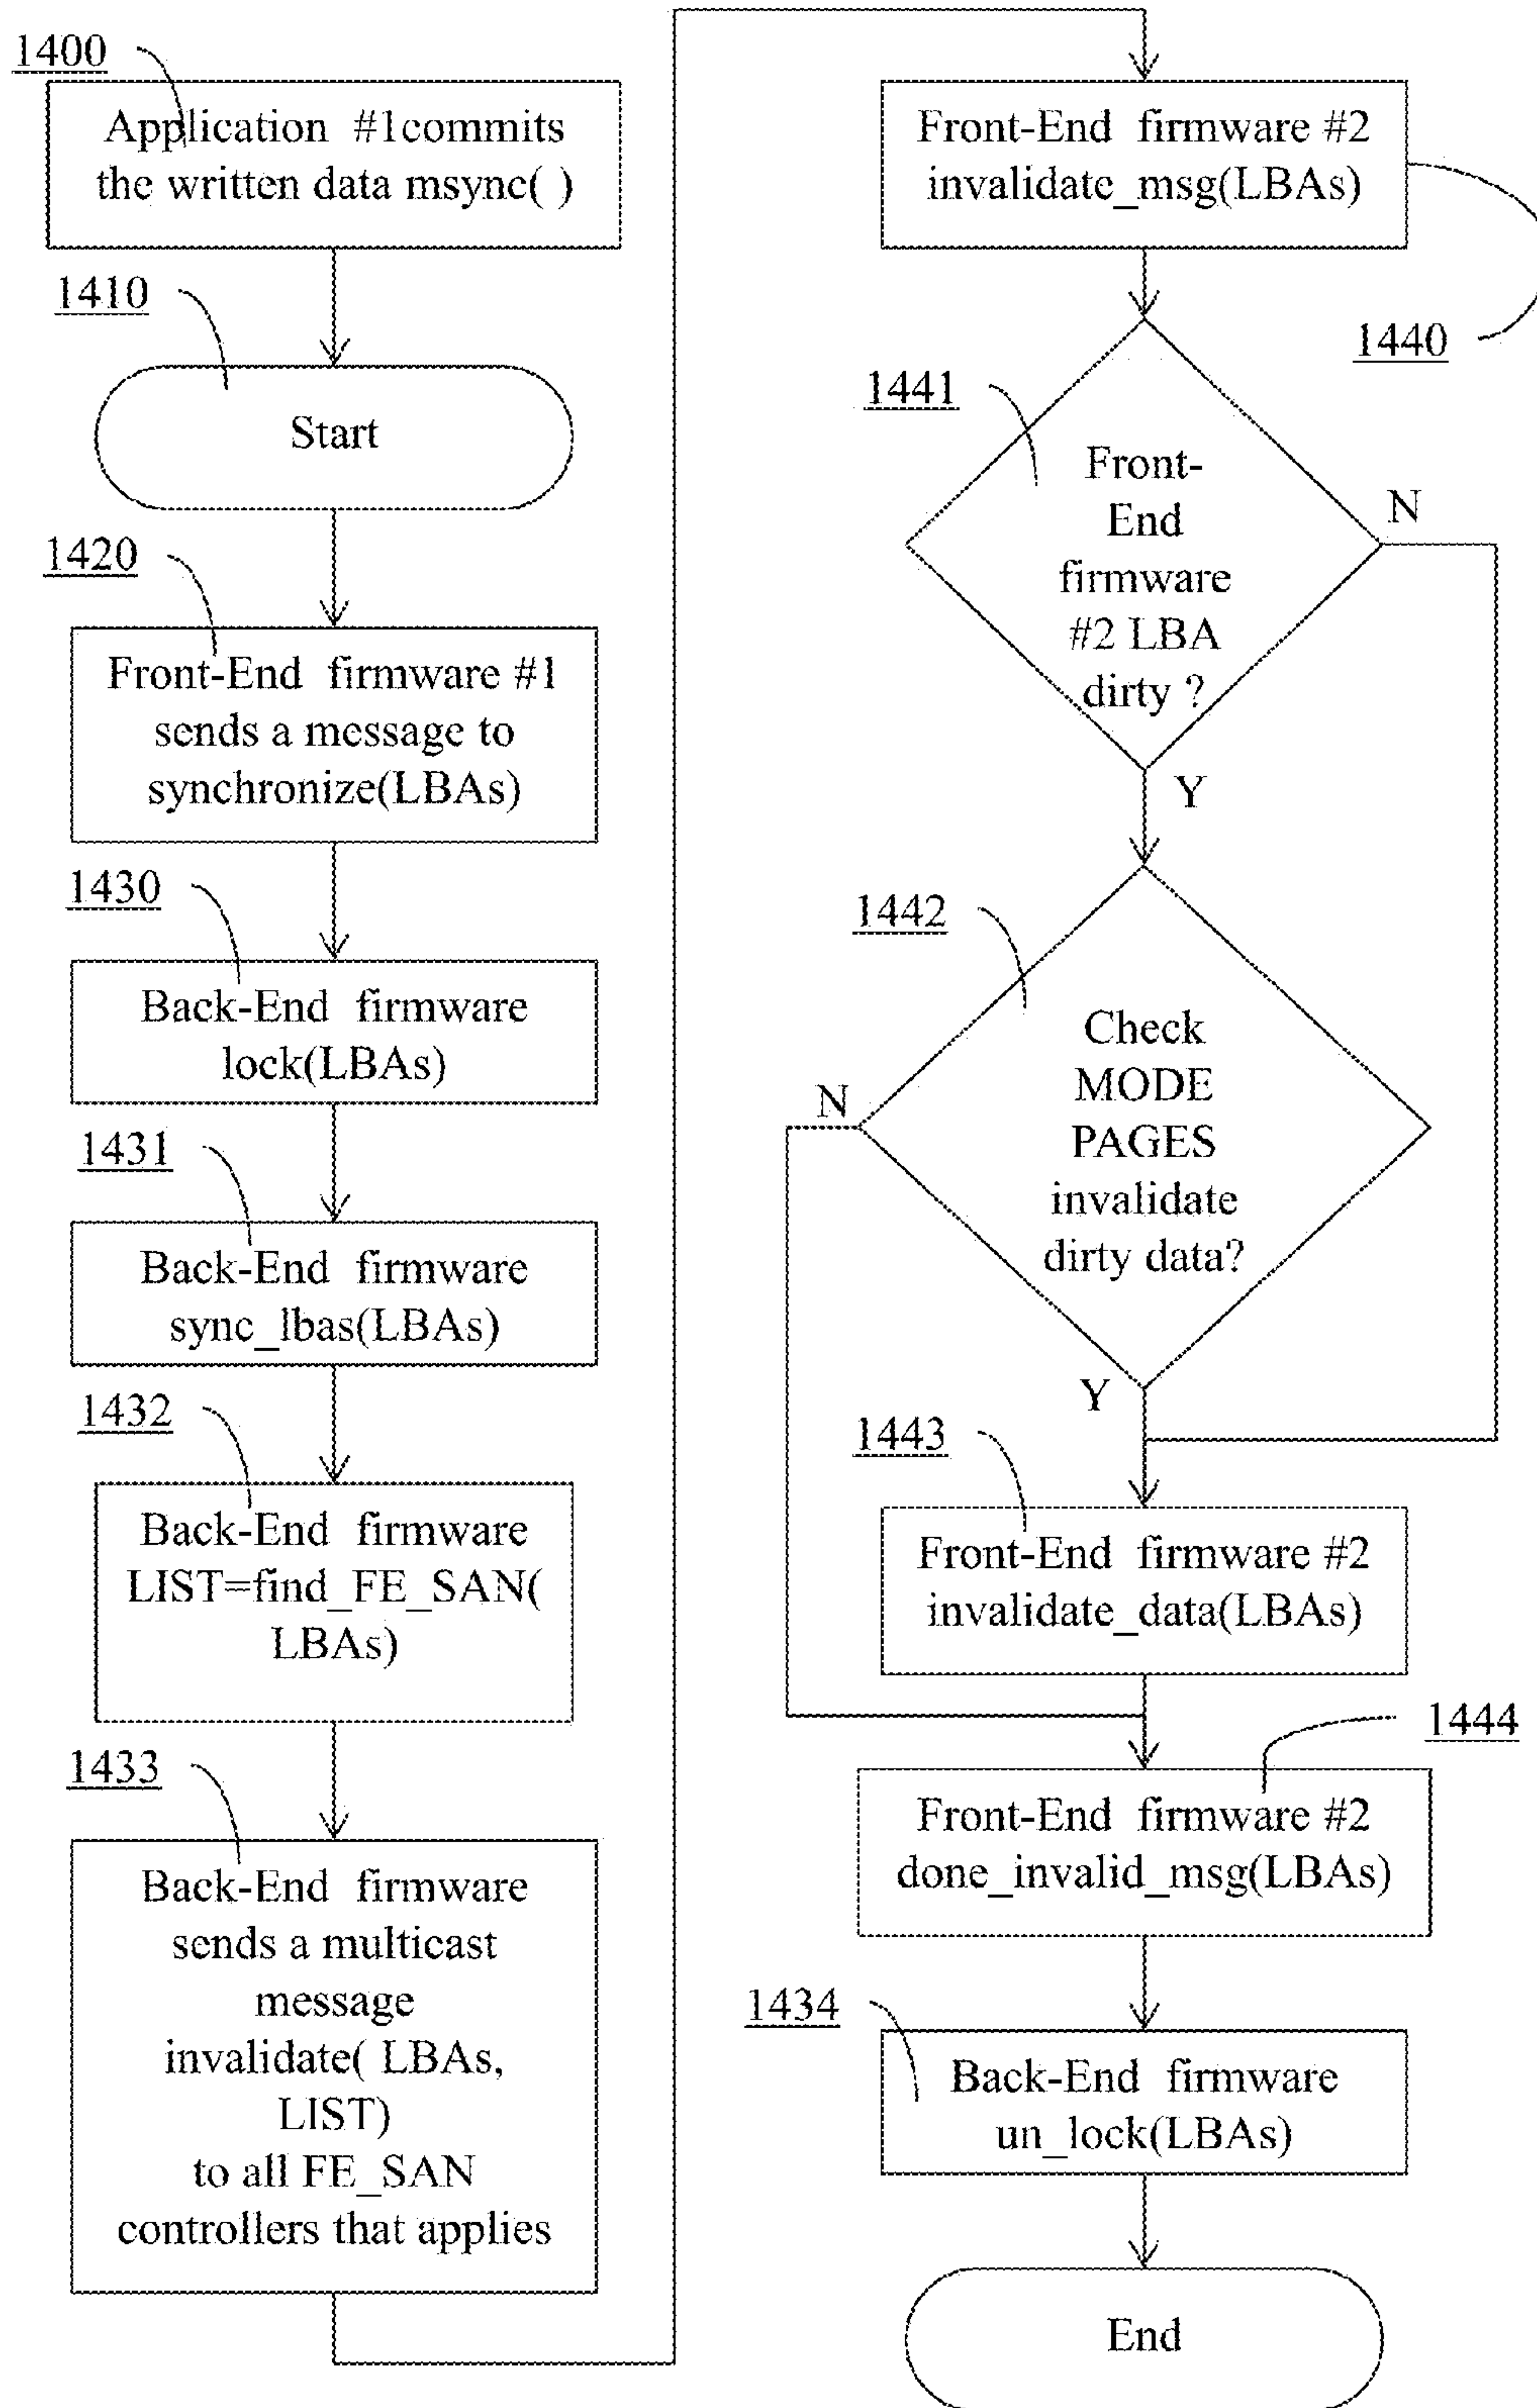 1400
Application #1commits
the written data msync( )
1410
Start
1420
Front-End firmware #1
sends a message to
synchronize(LBAs)
1430
Back-End firmware
lock(LBAs)
1431
Back-End firmware
sync_lbas(LBAs)
1432
Back-End firmware
LIST=find_FE_SAN(
LBAs)
1433
Back-End firmware
sends a multicast
message
invalidate( LBAs,
LIST)
to all FE_SAN
controllers that applies
Front-End firmware #2
invalidate_msg(LBAs)
1440
1441
Front-
End
firmware
#2 LBA
dirty ?
N
Y
1442
Check
MODE
PAGES
invalidate
dirty data?
N
Y
1443
Front-End firmware #2
invalidate_data(LBAs)
1444
Front-End firmware #2
done_invalid_msg(LBAs)
1434
Back-End firmware
un_lock(LBAs)
End